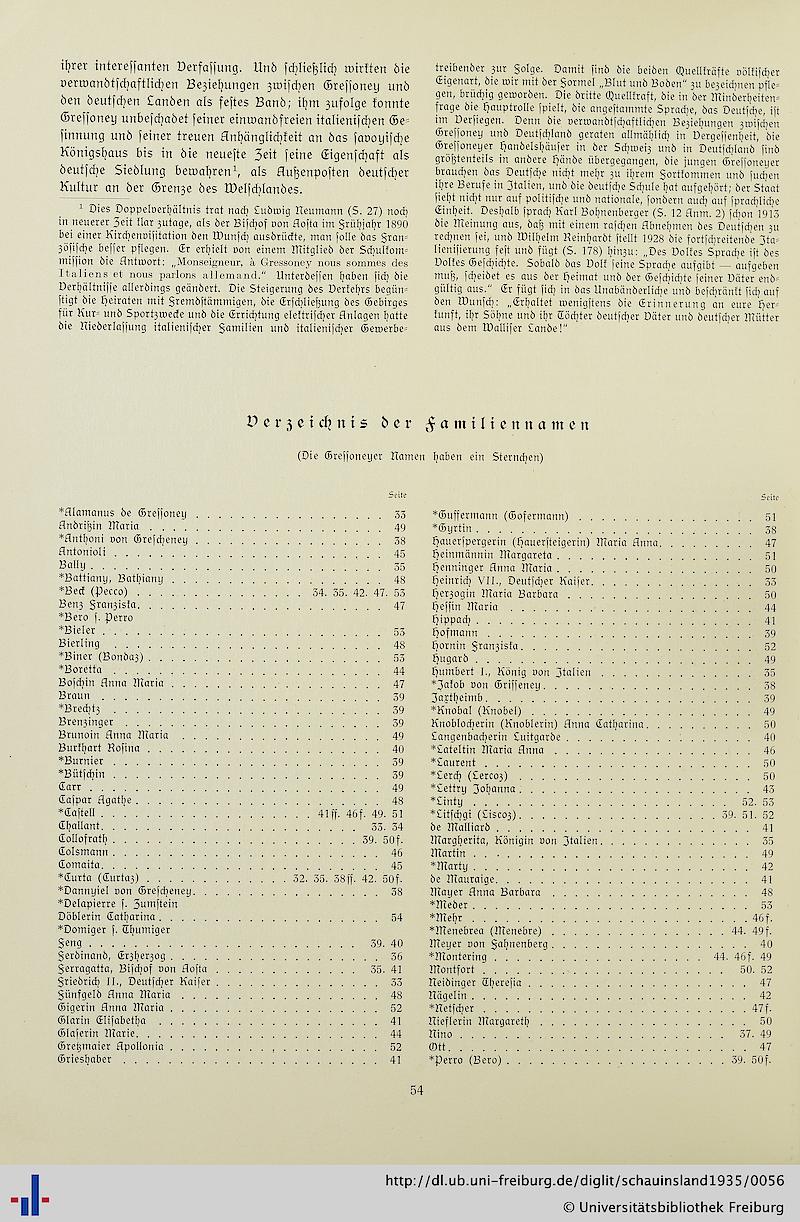 ihrer interessanten Verfassung. Und schließlich wirkten die
verwandtschaftlichen Beziehungen zwischen Gressoney und
den deutschen Landen als festes Band; ihm zufolge konnte
Gressoney unbeschadet seiner einwandfreien italienischen Ge-
sinnung und seiner treuen Anhänglichkeit an das savoyische
Königshaus bis in die neueste Zeit seine Eigenschaft als
deutsche Siedlung bewahren¹, als Außenposten deutscher
Kultur an der Grenze des Welschlandes.
¹ Dies Doppelverhältnis trat nach Ludwig Neumann (S. 27) noch
in neuerer Zeit klar zutage, als der Bischof von Aosta im Frühjahr 1890
bei einer Kirchenvisitation den Wunsch ausdrückte, man solle das Fran-
zösische besser pflegen. Er erhielt von einem Mitglied der Schulkom-
mission die Antwort: „Monseigneur, à Gressoney nous sommes des
Italiens et nous parlons allemand.“ Unterdessen haben sich die
Verhältnisse allerdings geändert. Die Steigerung des Verkehrs begün-
stigt die Heiraten mit Fremdstämmigen, die Erschließung des Gebirges
für Kur- und Sportzwecke und die Errichtung elektrischer Anlagen hatte
die Niederlassung italienischer Familien und italienischer Gewerbe-
treibender zur Folge. Damit sind die beiden Quellkräfte völkischer
Eigenart, die wir mit der Formel „Blut und Boden“ zu bezeichnen pfle-
gen, brüchig geworden. Die dritte Quellkraft, die in der Minderheiten-
frage die Hauptrolle spielt, die angestammte Sprache, das Deutsche, ist
im Versiegen. Denn die verwandtschaftlichen Beziehungen zwischen
Gressoney und Deutschland geraten allmählich in Vergessenheit, die
Gressoneyer Handelshäuser in der Schweiz und in Deutschland sind
größtenteils in andere Hände übergegangen, die jungen Gressoneyer
brauchen das Deutsche nicht mehr zu ihrem Fortkommen und suchen
ihre Berufe in Italien, und die deutsche Schule hat aufgehört; der Staat
sieht nicht nur auf politische und nationale, sondern auch auf sprachliche
Einheit. Deshalb sprach Karl Bohnenberger (S. 12 Anm. 2) schon 1913
die Meinung aus, daß mit einem raschen Abnehmen des Deutschen zu
rechnen sei, und Wilhelm Reinhardt stellt 1928 die fortschreitende Ita-
lienisierung fest und fügt (S. 178) hinzu: „Des Volkes Sprache ist des
Volkes Geschichte. Sobald das Volk seine Sprache aufgibt — aufgeben
muß, scheidet es aus der Heimat und der Geschichte seiner Väter end-
gültig aus.“ Er fügt sich in das Unabänderliche und beschränkt sich auf
den Wunsch: „Erhaltet wenigstens die Erinnerung an eure Her-
kunft, ihr Söhne und ihr Töchter deutscher Väter und deutscher Mütter
aus dem Walliser Lande!“
Verzeichnis der Familiennamen
(Die Gressoneyer Namen haben ein Sternchen)
Seite
*Alamanus de Gressoney . . . 33
Andrißin Maria . . . 49
*Anthoni von Grescheney . . . 38
Antonioli . . . 45
Bally . . . 35
*Battiany, Bathiany . . . 48
*Beck (Pecco) . . . 34. 35. 42. 47. 53
Benz Franzista . . . 47
*Bero s. Perro
*Bieler . . . 53
Bierling . . . 48
*Biner (Bondaz) . . . 53
*Boretta . . . 44
Boschin Anna Maria . . . 47
Braun . . . 39
*Brechtz . . . 39
Brenzinger . . . 39
Brunoin Anna Maria . . . 49
Burkhart Rosina . . . 40
*Burnier . . . 39
*Bütschin . . . 39
Carr . . . 49
Caspar Agathe . . . 48
*Castell . . . 41ff. 46f. 49. 51
Challant . . . 33. 34
Collofrath . . . 39. 50f.
Colsmann . . . 46
Comaita . . . 45
*Curta (Curtaz) . . . 32. 35. 38ff. 42. 50f.
*Dannyiel von Grescheney . . . 38
*Delapierre s. Zumstein
Döblerin Catharina . . . 54
*Domiger s. Thumiger
Feng . . . 39. 40
Ferdinand, Erzherzog . . . 36
Ferragatta, Bischof von Aosta . . . 35. 41
Friedrich II., Deutscher Kaiser . . . 33
Fünfgeld Anna Maria . . . 48
Gigerin Anna Maria . . . 52
Glarin Elisabetha . . . 41
Glaserin Marie . . . 44
Greßmaier Apollonia . . . 52
Grieshaber . . . 41
Seite
*Guffermann (Gofermann) . . . 51
*Gyrtin . . . 38
Hauerspergerin (Hauersteigerin) Maria Anna . . . 47
Heinmännin Margareta . . . 51
Henninger Anna Maria . . . 50
Heinrich VII., Deutscher Kaiser . . . 33
Herzogin Maria Barbara . . . 50
Hessin Maria . . . 44
Hippach . . . 41
Hofmann . . . 39
Hornin Franzista . . . 52
Hugard . . . 49
Humbert I., König von Italien . . . 35
*Jakob von Grisseney . . . 38
Jaxtheimb . . . 39
*Knobal (Knobel) . . . 49
Knoblocherin (Knoblerin) Anna Catharina . . . 50
Langenbacherin Luitgarde . . . 40
*Lateltin Maria Anna . . . 46
*Laurent . . . 50
*Lerch (Lercoz) . . . 50
*Lettry Johanna . . . 43
*Linty . . . 52. 53
*Litschgi (Liscoz) . . . 39. 51. 52
de Malliard . . . 41
Margherita, Königin von Italien . . . 35
Martin . . . 49
*Marty . . . 42
de Mauraige . . . 41
Mayer Anna Barbara . . . 48
*Meder . . . 53
*Mehr . . . 46f.
*Menebrea (Menebre) . . . 44. 49f.
Meyer von Fahnenberg . . . 40
*Montering . . . 44. 46f. 49
Montfort . . . 50. 52
Neidinger Theresia . . . 47
Nägelin . . . 42
*Netscher . . . 47f.
Nieflerin Margareth . . . 50
Nino . . . 37. 49
Ott . . . 47
*Perro (Bero) . . . 39. 50f.
54
http://dl.ub.uni-freiburg.de/diglit/schauinsland1935/0056
© Universitätsbibliothek Freiburg